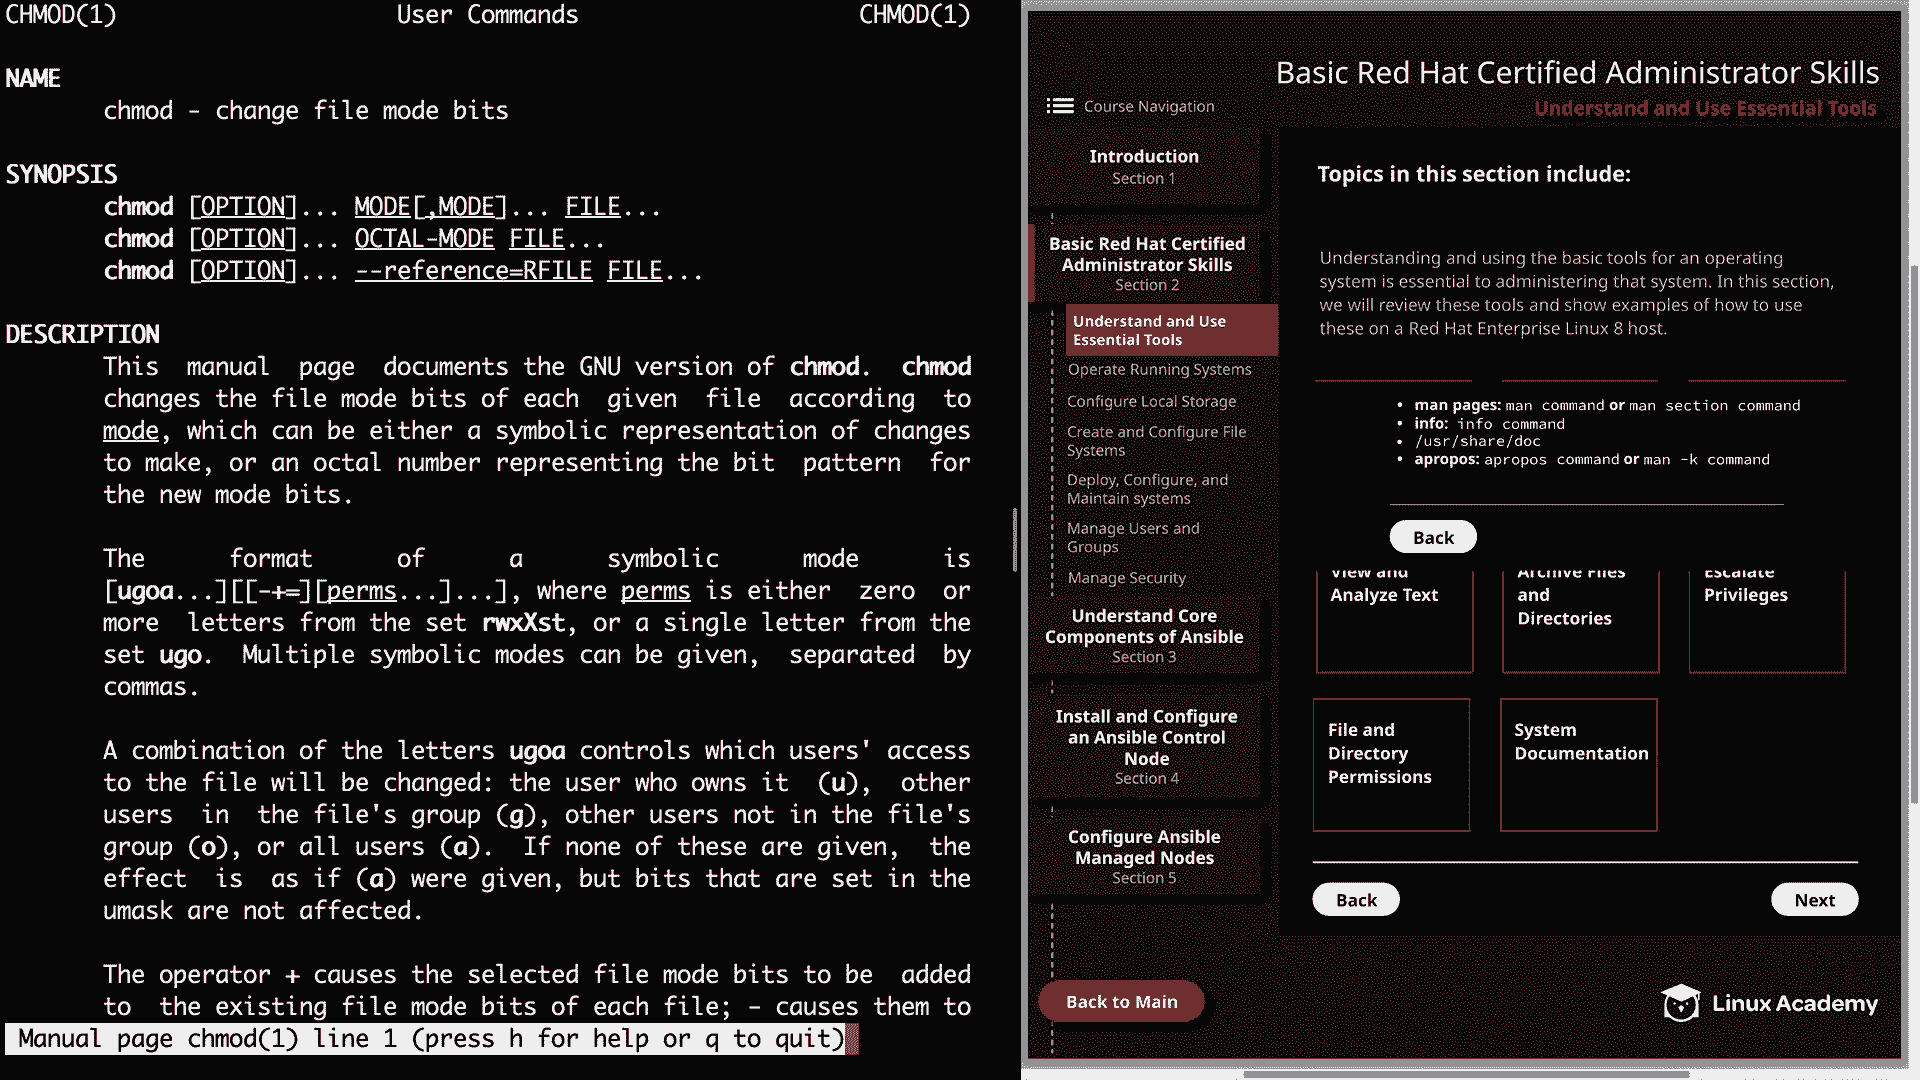 CHMOD(1) User Commands CHMOD(1)
NAME
chmod - change file mode bits
SYNOPSIS
chmod [OPTION]... MODE[,MODE]... FILE...
chmod [OPTION]... OCTAL-MODE FILE...
chmod [OPTION]... --reference=RFILE FILE...
DESCRIPTION
This manual page documents the GNU version of chmod. chmod
changes the file mode bits of each given file according to
mode, which can be either a symbolic representation of changes
to make, or an octal number representing the bit pattern for
the new mode bits.
The format of a symbolic mode is
[ugoa...][[-+=][perms...]...], where perms is either zero or
more letters from the set rwxXst, or a single letter from the
set ugo. Multiple symbolic modes can be given, separated by
commas.
A combination of the letters ugoa controls which users' access
to the file will be changed: the user who owns it (u), other
users in the file's group (g), other users not in the file's
group (o), or all users (a). If none of these are given, the
effect is as if (a) were given, but bits that are set in the
umask are not affected.
The operator + causes the selected file mode bits to be added
to the existing file mode bits of each file; - causes them to
Manual page chmod(1) line 1 (press h for help or q to quit)
Basic Red Hat Certified Administrator Skills
Understand and Use Essential Tools
Course Navigation
Introduction
Section 1
Basic Red Hat Certified
Administrator Skills
Section 2
Understand and Use
Essential Tools
Operate Running Systems
Configure Local Storage
Create and Configure File
Systems
Deploy, Configure, and
Maintain systems
Manage Users and
Groups
Manage Security
Understand Core
Components of Ansible
Section 3
Install and Configure
an Ansible Control
Node
Section 4
Configure Ansible
Managed Nodes
Section 5
Back to Main
Topics in this section include:
Understanding and using the basic tools for an operating
system is essential to administering that system. In this section,
we will review these tools and show examples of how to use
these on a Red Hat Enterprise Linux 8 host.
• man pages: man command or man section command
• info: info command
• /usr/share/doc
• apropos: apropos command or man -k command
Back
View and
Analyze Text
Archive Files
and
Directories
Escalate
Privileges
File and
Directory
Permissions
System
Documentation
Back
Next
Linux Academy